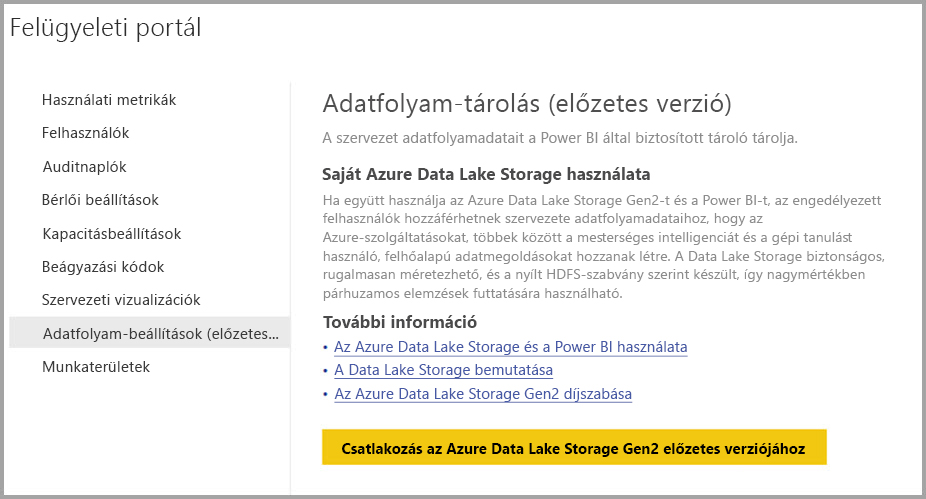 Felügyeleti portál
Használati metrikák
Felhasználók
Auditnaplók
Bérlői beállítások
Kapacitásbeállítások
Beágyazási kódok
Szervezeti vizualizációk
Adatfolyam-beállítások (előzetes...
Munkaterületek
Adatfolyam-tárolás (előzetes verzió)
A szervezet adatfolyamadatait a Power BI által biztosított tároló tárolja.
Saját Azure Data Lake Storage használata
Ha együtt használja az Azure Data Lake Storage Gen2-t és a Power BI-t, az engedélyezett
felhasználók hozzáférhetnek szervezete adatfolyamadataihoz, hogy az
Azure-szolgáltatásokat, többek között a mesterséges intelligenciát és a gépi tanulást
használó, felhőalapú adatmegoldásokat hozzanak létre. A Data Lake Storage biztonságos,
rugalmasan méretezhető, és a nyílt HDFS-szabvány szerint készült, így nagymértékben
párhuzamos elemzések futtatására használható.
További információ
• Az Azure Data Lake Storage és a Power BI használata
• A Data Lake Storage bemutatása
• Az Azure Data Lake Storage Gen2 díjszabása
Csatlakozás az Azure Data Lake Storage Gen2 előzetes verziójához